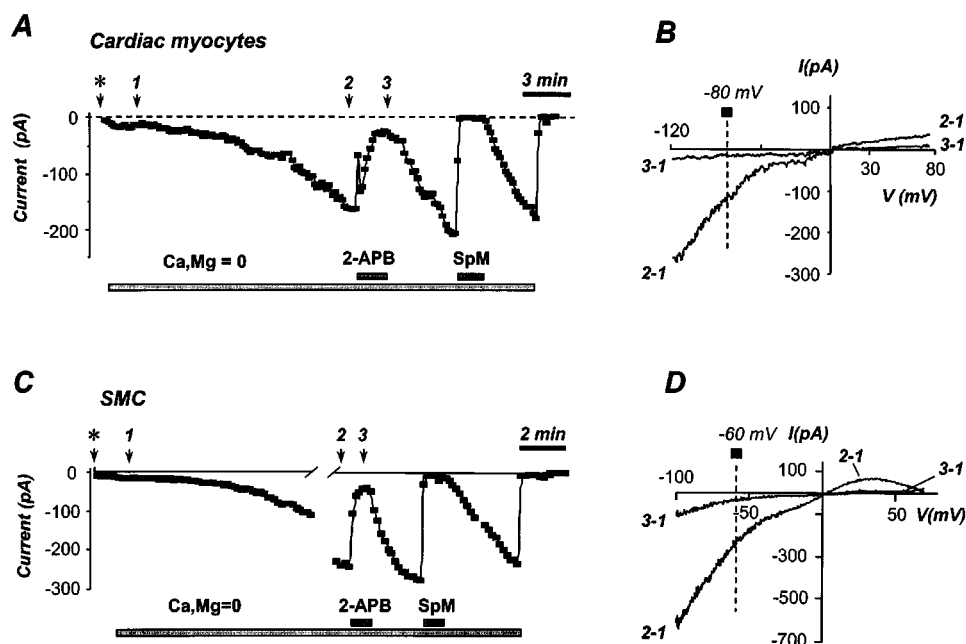 A
Cardiac myocytes
* 1 2 3 3 min
0
-100
-200
Current (pA)
Ca,Mg = 0
2-APB
SpM
B
I(pA)
-80 mV
100
2-1
-120
3-1
3-1
30 80
-100
V (mV)
-200
2-1
-300
C
SMC
* 1 2 3 2 min
0
-100
-200
-300
Current (pA)
2-APB
SpM
Ca,Mg=0
D
-60 mV
I(pA)
2-1
3-1
100
-100
3-1
-50
50
V(mV)
-100
-300
-500
2-1
-700